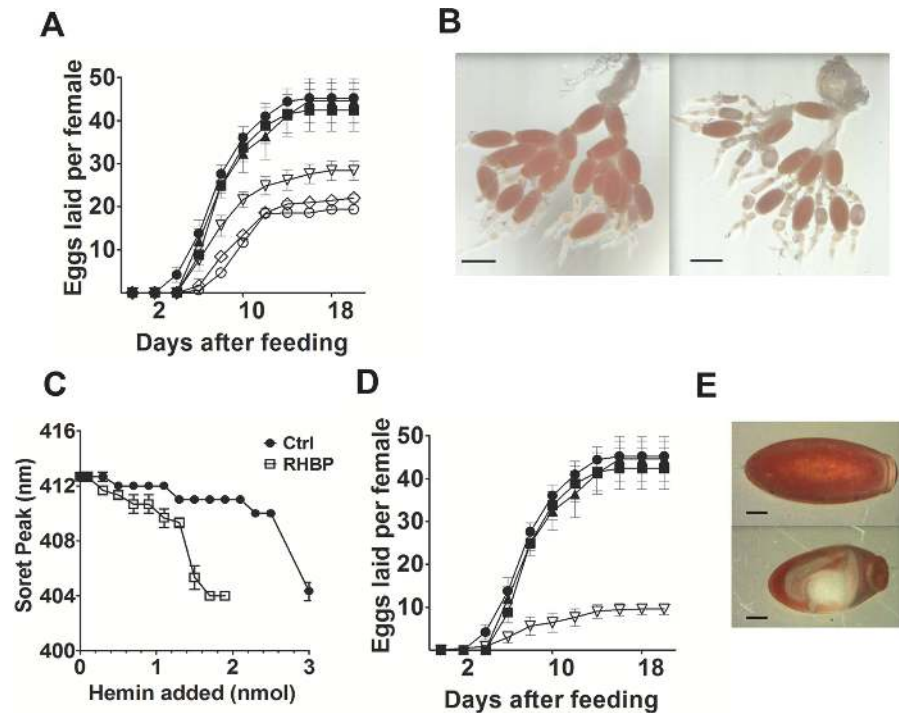 A
B
Eggs laid per female
50
40
30
20
10
2
10
18
Days after feeding
C
D
E
Soret Peak (nm)
416
412
408
404
400
Ctrl
RHBP
0
1
2
3
Hemin added (nmol)
Eggs laid per female
50
40
30
20
10
2
10
18
Days after feeding